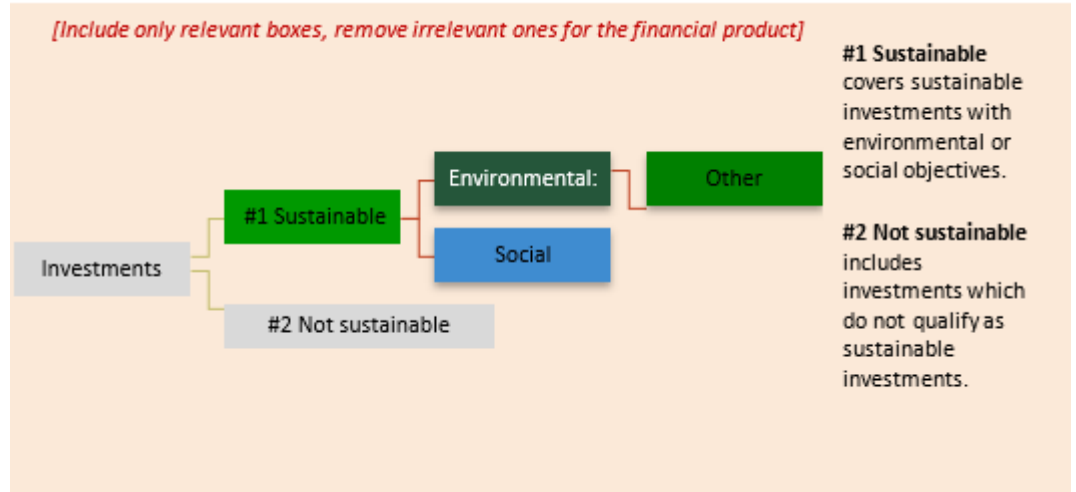 [Include only relevant boxes, remove irrelevant ones for the financial product]
#1 Sustainable
covers sustainable
investments with
environmental or
social objectives.
Environmental:
Other
#1 Sustainable
Social
Investments
#2 Not sustainable
#2 Not sustainable
includes
investments which
do not qualify as
sustainable
investments.